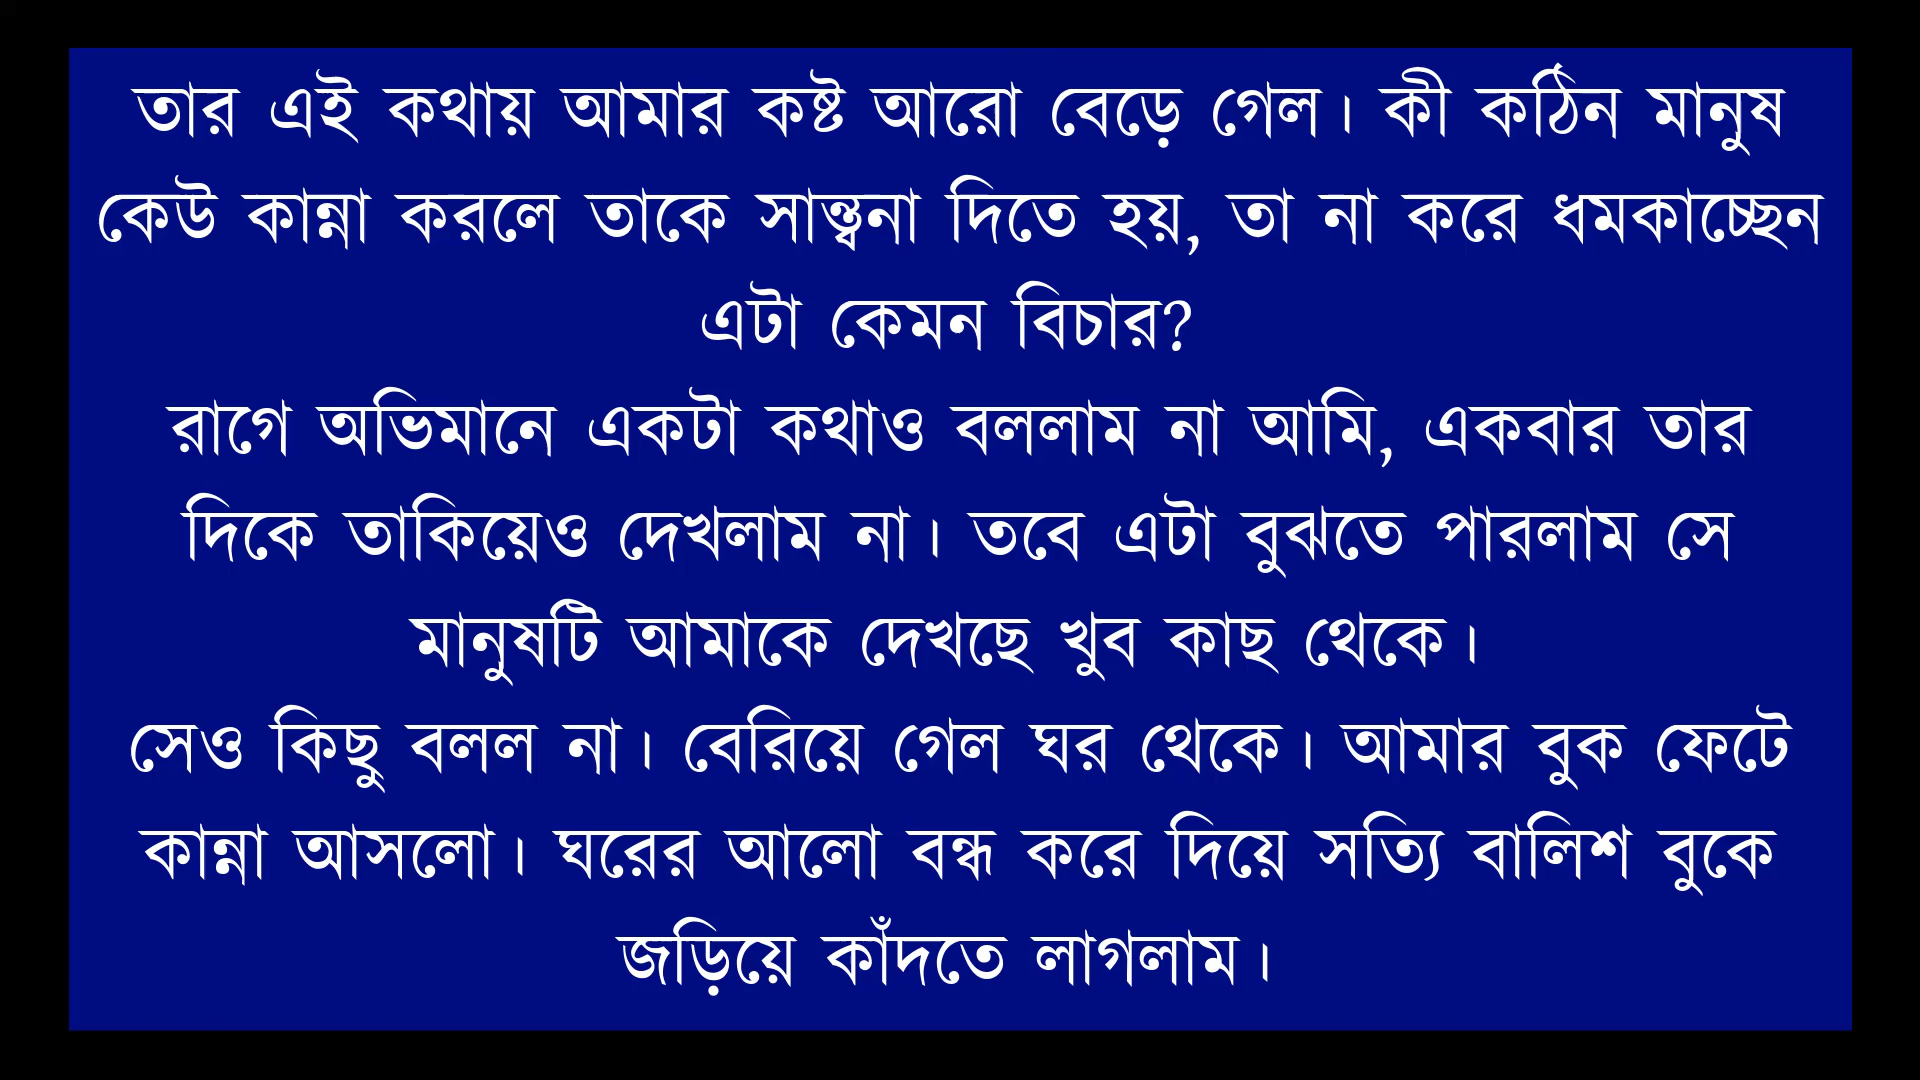 তার এই কথায় আমার কষ্ট আরো বেড়ে গেল। কী কঠিন মানুষ
কেউ কান্না করলে তাকে সান্ত্বনা দিতে হয়, তা না করে ধমকাচ্ছেন
এটা কেমন বিচার?
রাগে অভিমানে একটা কথাও বললাম না আমি, একবার তার
দিকে তাকিয়েও দেখলাম না। তবে এটা বুঝতে পারলাম সে
মানুষটি আমাকে দেখছে খুব কাছ থেকে।
সেও কিছু বলল না। বেরিয়ে গেল ঘর থেকে। আমার বুক ফেটে
কান্না আসলো। ঘরের আলো বন্ধ করে দিয়ে সত্যি বালিশ বুকে
জড়িয়ে কাঁদতে লাগলাম।